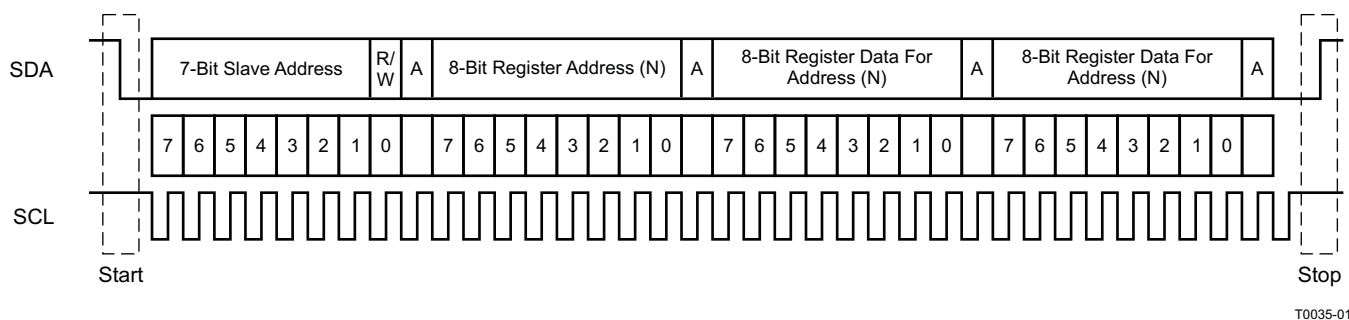 SDA
7-Bit Slave Address
R/
W
A
8-Bit Register Address (N)
A
8-Bit Register Data For
Address (N)
A
8-Bit Register Data For
Address (N)
A
7 6 5 4 3 2 1 0 7 6 5 4 3 2 1 0 7 6 5 4 3 2 1 0 7 6 5 4 3 2 1 0
SCL
Start
Stop
T0035-01